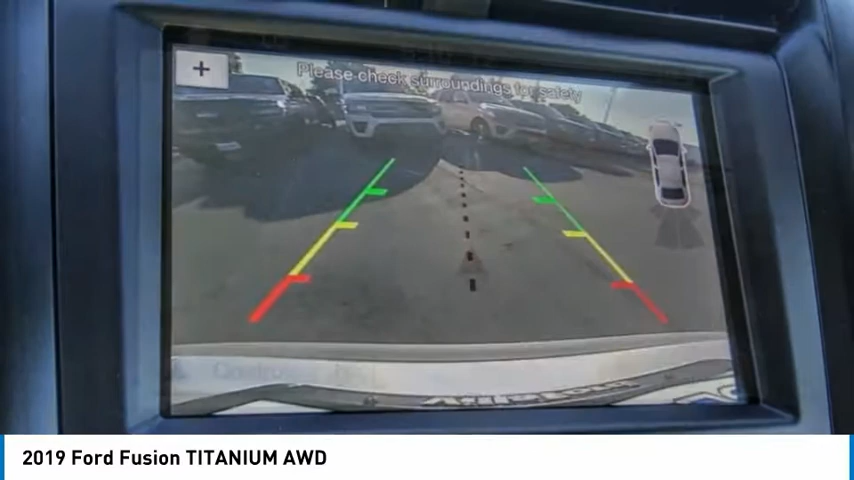 +
Please check surroundings for safety
2019 Ford Fusion TITANIUM AWD